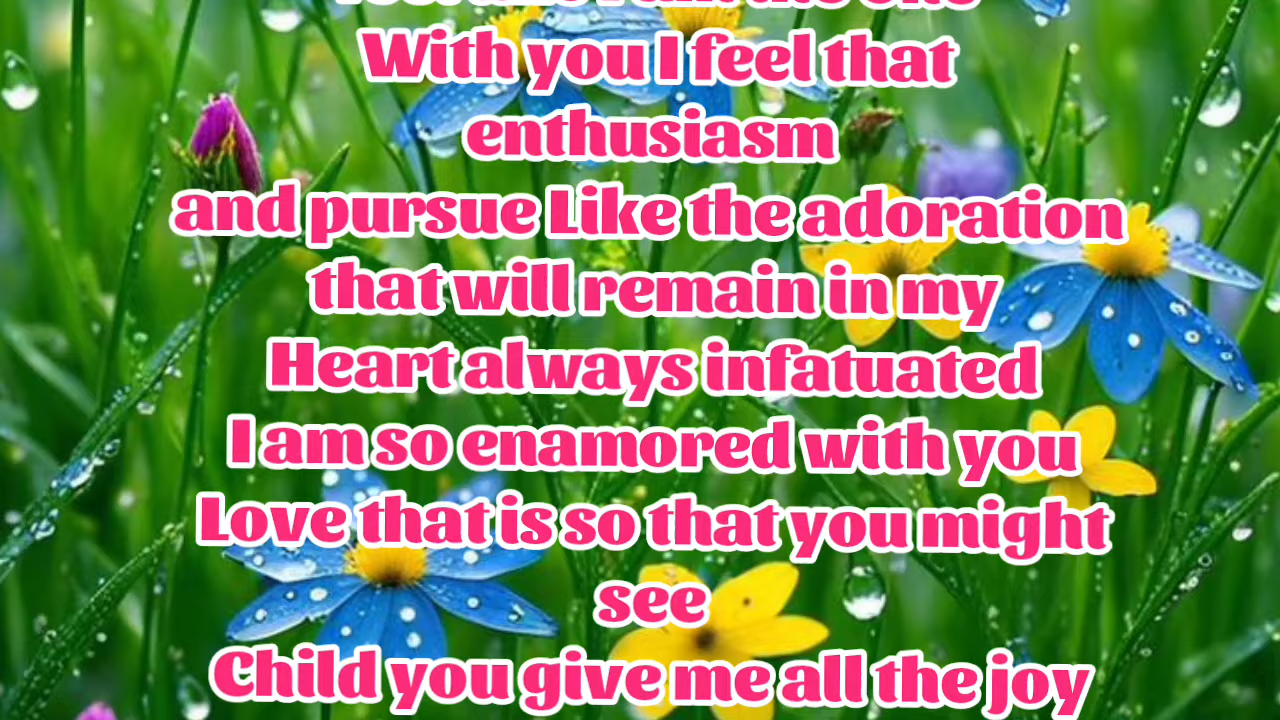 With you I feel that
enthusiasm
and pursue Like the adoration
that will remain in my
Heart always infatuated
I am so enamored with you
Love that is so that you might
see
Child you give me all the joy